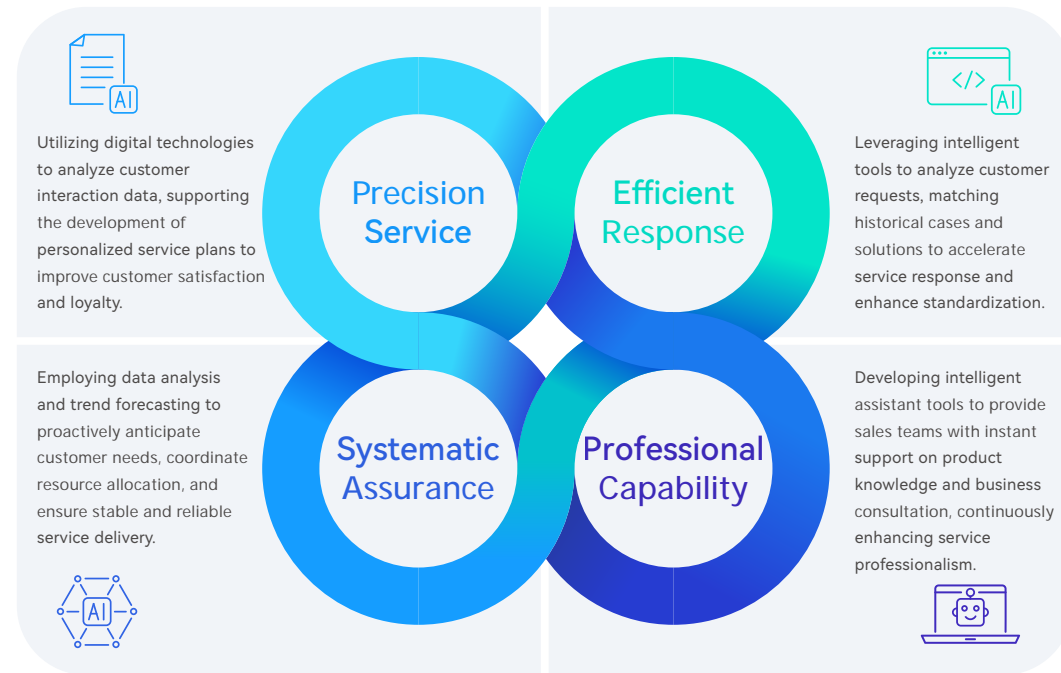 AI
Utilizing digital technologies
to analyze customer
interaction data, supporting
the development of
personalized service plans to
improve customer satisfaction
and loyalty.
Precision
Service
Efficient
Response
</>
AI
Leveraging intelligent
tools to analyze customer
requests, matching
historical cases and
solutions to accelerate
service response and
enhance standardization.
Employing data analysis
and trend forecasting to
proactively anticipate
customer needs, coordinate
resource allocation, and
ensure stable and reliable
service delivery.
AI
Systematic
Assurance
Professional
Capability
Developing intelligent
assistant tools to provide
sales teams with instant
support on product
knowledge and business
consultation, continuously
enhancing service
professionalism.